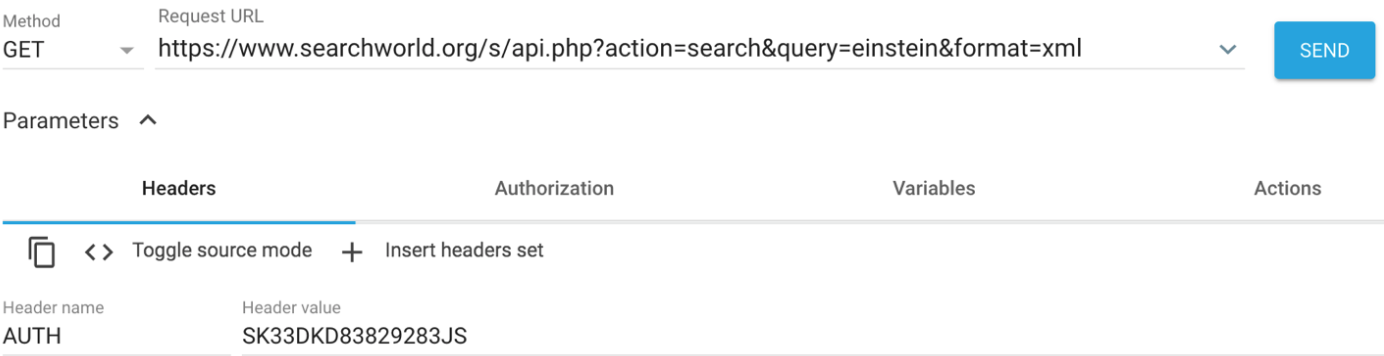 Method
Request URL
GET
https://www.searchworld.org/s/api.php?action=search&query=einstein&format=xml
SEND
Parameters
Headers
Authorization
Variables
Actions
Toggle source mode
Insert headers set
Header name
Header value
AUTH
SK33DKD83829283JS